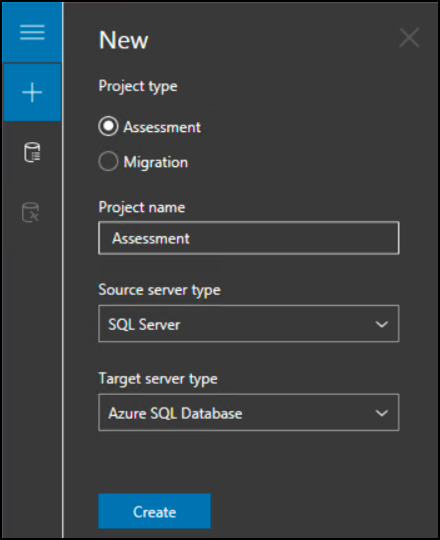 New
Project type
Assessment
Migration
Project name
Assessment
Source server type
SQL Server
Target server type
Azure SQL Database
Create